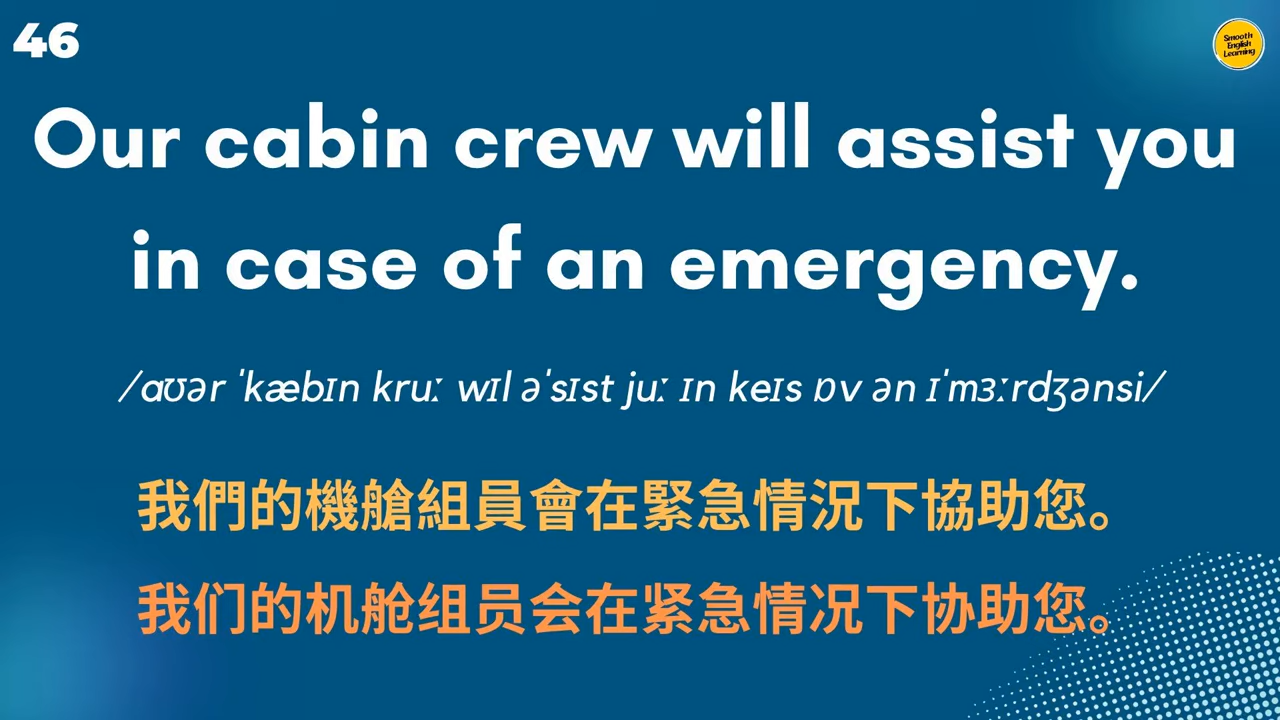 46
Smooth
English
Learning
Our cabin crew will assist you
in case of an emergency.
/aʊər ˈkæbɪn kruː wɪl əˈsɪst juː ɪn keɪs ɒv ən ɪˈmɜːrdʒənsi/
我們的機艙組員會在緊急情況下協助您。
我们的机舱组员会在紧急情况下协助您。